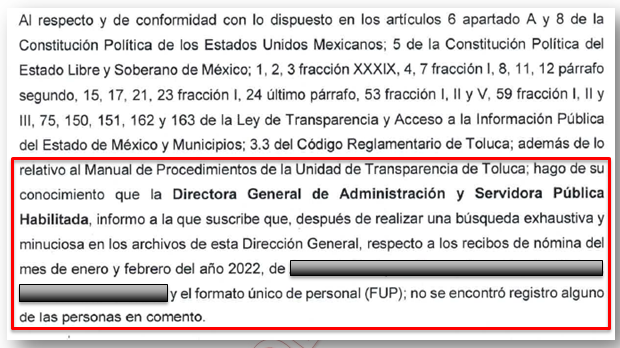 Al respecto y de conformidad con lo dispuesto en los artículos 6 apartado A y 8 de la
Constitución Política de los Estados Unidos Mexicanos; 5 de la Constitución Política del
Estado Libre y Soberano de México; 1, 2, 3 fracción XXXIX, 4, 7 fracción I, 8, 11, 12 párrafo
segundo, 15, 17, 21, 23 fracción I, 24 último párrafo, 53 fracción I, II y V, 59 fracción I, II y
III, 75, 150, 151, 162 y 163 de la Ley de Transparencia y Acceso a la Información Pública
del Estado de México y Municipios; 3.3 del Código Reglamentario de Toluca; además de lo
relativo al Manual de Procedimientos de la Unidad de Transparencia de Toluca; hago de su
conocimiento que la Directora General de Administración y Servidora Pública
Habilitada, informo a la que suscribe que, después de realizar una búsqueda exhaustiva y
minuciosa en los archivos de esta Dirección General, respecto a los recibos de nómina del
mes de enero y febrero del año 2022, de
y el formato único de personal (FUP); no se encontró registro alguno
de las personas en comento.